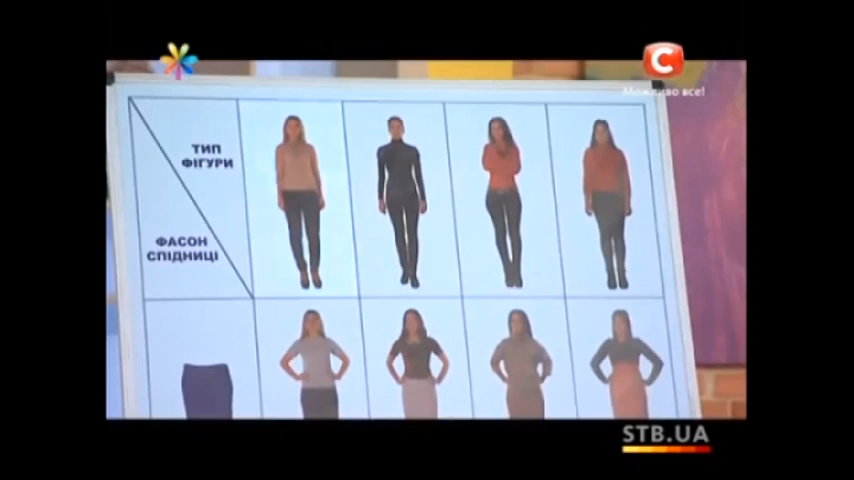 Можливо все!
ТИП
ФІГУРИ
ФАСОН
СПІДНИЦІ
STB.UA